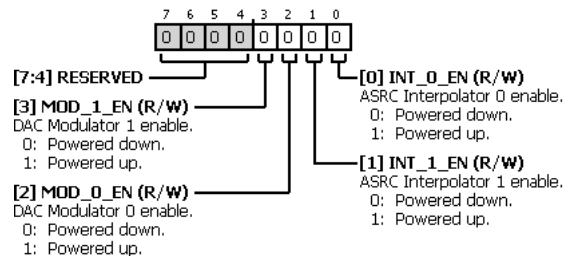 7 6 5 4 3 2 1 0
0 0 0 0 0 0 0 0
[7:4] RESERVED
[3] MOD_1_EN (R/W)
DAC Modulator 1 enable.
0: Powered down.
1: Powered up.
[2] MOD_0_EN (R/W)
DAC Modulator 0 enable.
0: Powered down.
1: Powered up.
[0] INT_0_EN (R/W)
ASRC Interpolator 0 enable.
0: Powered down.
1: Powered up.
[1] INT_1_EN (R/W)
ASRC Interpolator 1 enable.
0: Powered down.
1: Powered up.